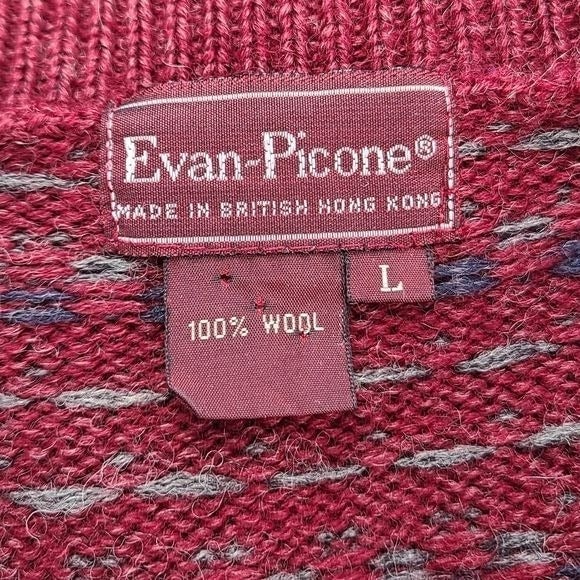 Evan-Picone®
MADE IN BRITISH HONG KONG
L
100% WOOL